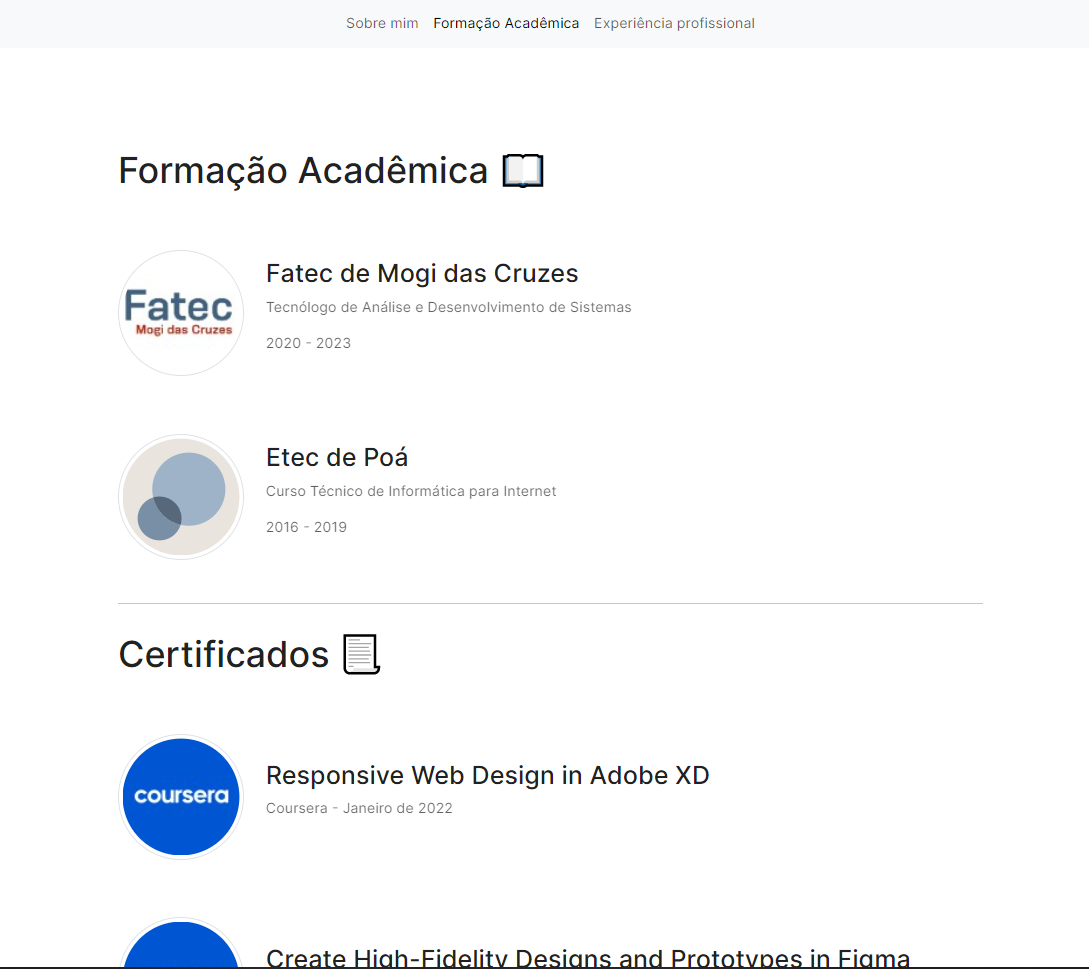 Sobre mim Formação Acadêmica Experiência profissional
Formação Acadêmica
Fatec
Mogi das Cruzes
Fatec de Mogi das Cruzes
Tecnólogo de Análise e Desenvolvimento de Sistemas
2020 - 2023
Etec de Poá
Curso Técnico de Informática para Internet
2016 - 2019
Certificados
coursera
Responsive Web Design in Adobe XD
Coursera - Janeiro de 2022
Create High-Fidelity Designs and Prototypes in Figma